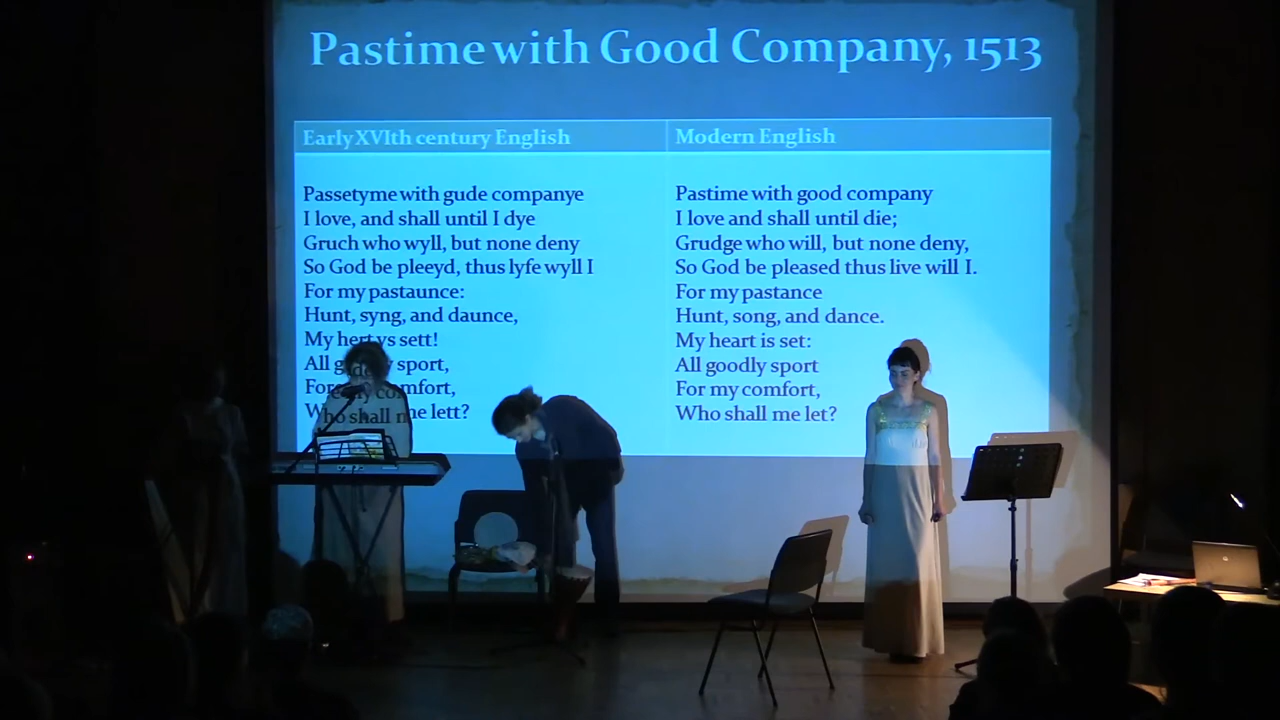 Pastime with Good Company, 1513
Early XVIth century English
Passetyme with gude companye
I love, and shall until I dye
Gruch who wyll, but none deny
So God be pleeyd, thus lyfe wyll I
For my pastaunce:
Hunt, syng, and daunce,
My hert ys sett!
All sport,
comfort,
shall me lett?
Modern English
Pastime with good company
I love and shall until die;
Grudge who will, but none deny,
So God be pleased thus live will I.
For my pastance
Hunt, song, and dance.
My heart is set:
All goodly sport
For my comfort,
Who shall me let?